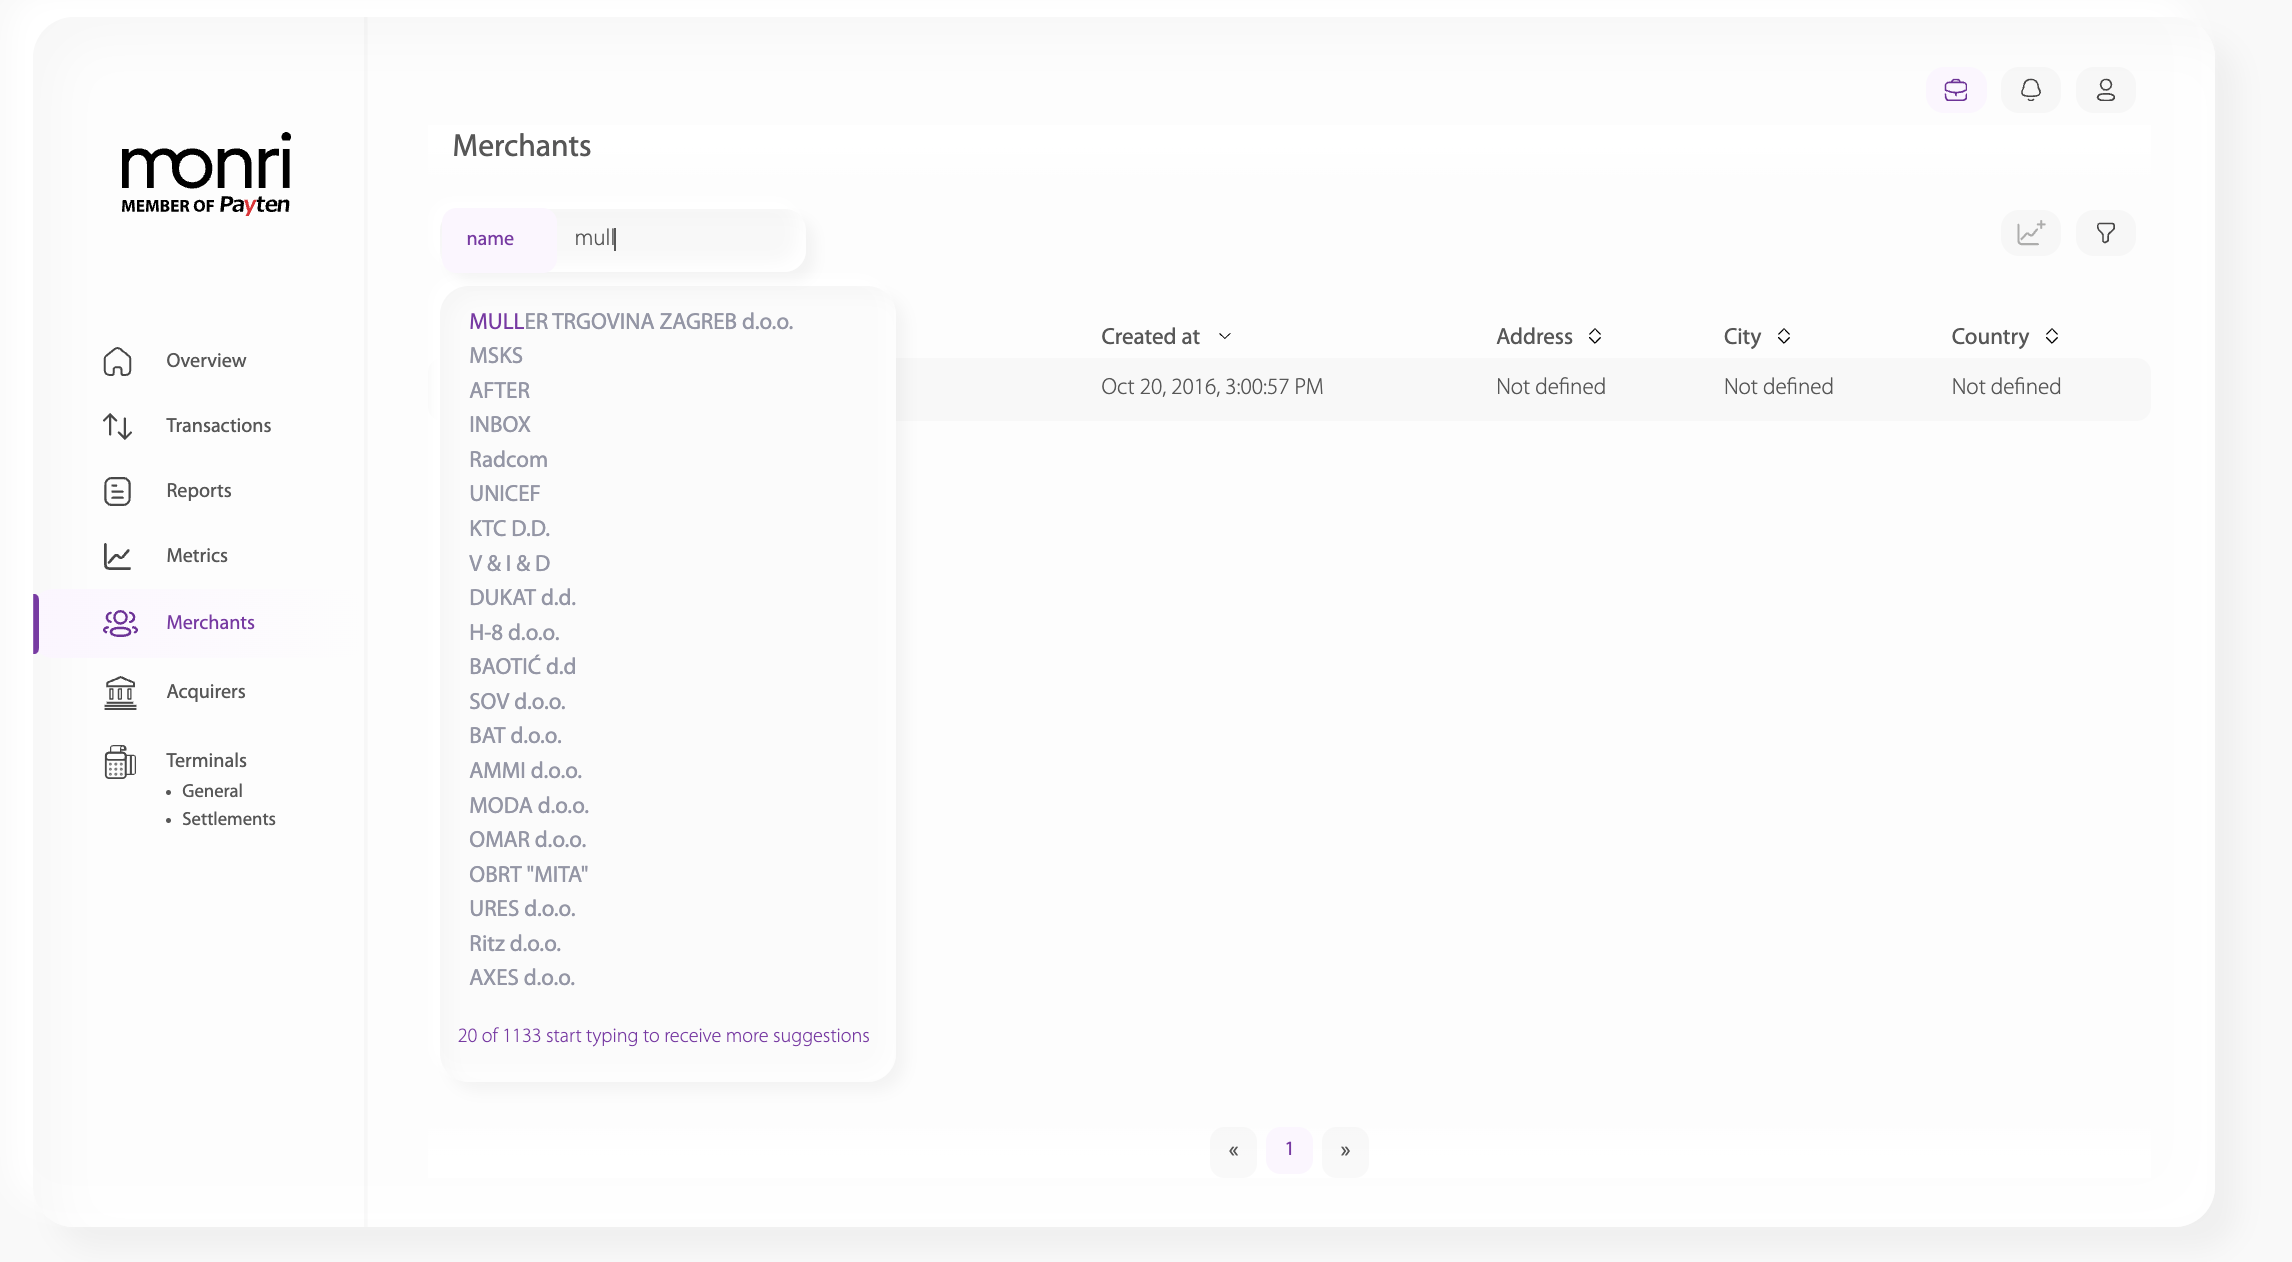 monri
MEMBER OF Payten
Overview
Transactions
Reports
Metrics
Merchants
Acquirers
Terminals
• General
• Settlements
Merchants
name mull
MULLER TRGOVINA ZAGREB d.o.o.
MSKS
AFTER
INBOX
Radcom
UNICEF
KTC D.D.
V & I & D
DUKAT d.d.
H-8 d.o.o.
BAOTIĆ d.d
SOV d.o.o.
BAT d.o.o.
AMMI d.o.o.
MODA d.o.o.
OMAR d.o.o.
OBRT "MITA"
URES d.o.o.
Ritz d.o.o.
AXES d.o.o.
20 of 1133 start typing to receive more suggestions
Created at Address City Country
Oct 20, 2016, 3:00:57 PM Not defined Not defined Not defined
« 1 »